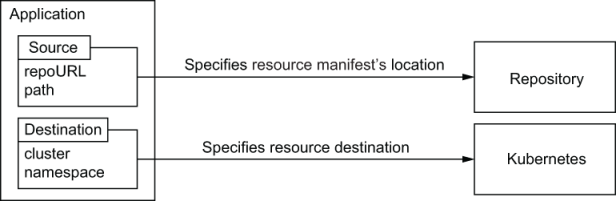 Application
Source
repoURL
path
Specifies resource manifest's location
Repository
Destination
cluster
namespace
Specifies resource destination
Kubernetes